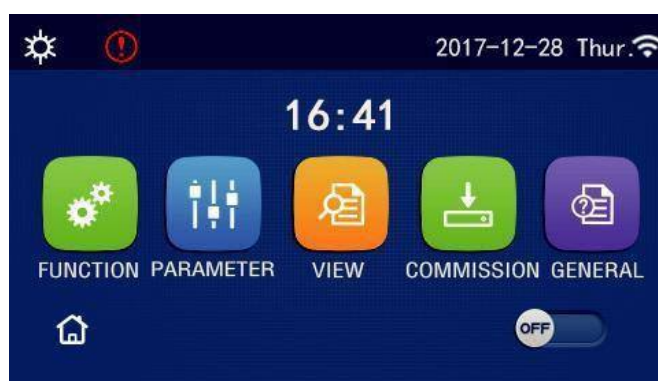 2017-12-28 Thur.
16:41
FUNCTION PARAMETER VIEW COMMISSION GENERAL
OFF